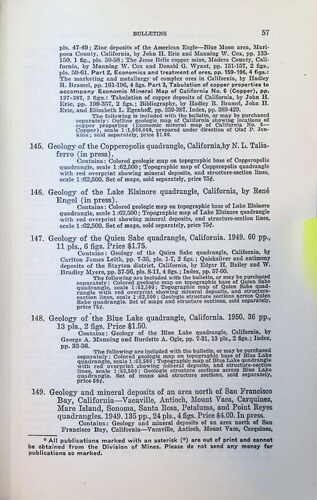 BULLETINS 57
pls. 47-49; Zinc deposits of the American Eagle—Blue Moon area, Mariposa County, California, by John H. Eric and Manning W. Cox, pp. 133-
150, 1 fig., pls. 50-58; The Jesse Belle copper mine, Madera County, California, by Manning W. Cox and Donald G. Wyant, pp. 151-157, 2 figs.,
pls. 59-61. Part 2, Economics and treatment of ores, pp. 159-196, 4 figs.:
The marketing and metallurgy of complex ores in California, by Hadley
R. Bramel, pp. 161-196, 4 figs. Part 3, Tabulation of copper properties to
accompany Economic Mineral Map of California No. 6 (Copper), pp.
197-387, 2 figs.: Tabulation of copper deposits of California, by John H.
Eric, pp. 199-357, 2 figs.; Bibliography, by Hadley R. Bramel, John H.
Eric, and Elisabeth L. Egenhoff, pp. 359-387. Index, pp. 389-429.
The following is included with the bulletin, or may be purchased
separately: Outline geologic map of California showing locations of
copper properties (Economic mineral map of California No. 6,
Copper), scale 1:1,000,000, prepared under direction of Olaf P. Jenkins; sold separately, price $1.00.
145. Geology of the Copperopolis quadrangle, California, by N. L. Taliaferro (in press).
Contains: Colored geologic map on topographic base of Copperopolis
quadrangle, scale 1:62,500; Topographic map of Copperopolis quadrangle
with red overprint showing mineral deposits, and structure-section lines,
scale 1:62,500. Set of maps, sold separately, price 75¢.
146. Geology of the Lake Elsinore quadrangle, California, by René
Engel (in press).
Contains: Colored geologic map on topographic base of Lake Elsinore
quadrangle, scale 1:62,500; Topographic map of Lake Elsinore quadrangle
with red overprint showing mineral deposits, and structure-section lines,
scale 1:62,500. Set of maps, sold separately, price 75¢.
147. Geology of the Quien Sabe quadrangle, California. 1949. 60 pp.,
11 pls., 6 figs. Price $1.75.
Contains: Geology of the Quien Sabe quadrangle, California, by
Carlton James Leith, pp. 7-35, pls. 1-7, 2 figs.; Quicksilver and antimony
deposits of the Stayton district, California, by Edgar H. Bailey and W.
Bradley Myers, pp. 37-56, pls. 8-11, 4 figs.; Index, pp. 57-60.
The following are included with the bulletin, or may be purchased
separately: Colored geologic map on base of Quien Sabe
quadrangle, scale 1:62,500; Topographic map of Quien Sabe quadrangle with red overprint showing mineral deposits, and structure-section
lines, scale 1:62,500; Geologic structure sections across Quien
Sabe quadrangle. Set of maps and structure sections, sold separately,
price 75¢.
148. Geology of the Blue Lake quadrangle, California. 1950. 36 pp.,
13 pls., 2 figs. Price $1.50.
Contains: Geology of the Blue Lake quadrangle, California, by
George A. Manning and Burdette A. Ogle, pp. 7-31, 13 pls., 2 figs.; Index,
pp. 33-36.
The following are included with the bulletin, or may be purchased
separately: Colored geologic map on topographic base of Blue Lake
quadrangle, scale 1:62,500; Topographic map of Blue Lake quadrangle
with red overprint showing mineral deposits, and structure-section
lines, scale 1:62,500; Geologic structure sections across Blue Lake
quadrangle. Set of maps and structure sections, sold separately,
price 50¢.
149. Geology and mineral deposits of an area north of San Francisco
Bay, California—Vacaville, Antioch, Mount Vaca, Carquinez,
Mare Island, Sonoma, Santa Rosa, Petaluma, and Point Reyes
quadrangles. 1949. 135 pp., 24 pls., 4 figs. Price $4.00. In press.
Contains: Geology and mineral deposits of an area north of San
Francisco Bay, California—Vacaville, Antioch, Mount Vaca, Carquines,
* All publications marked with an asterisk (*) are out of print and cannot
be obtained from the Division of Mines. Please do not send any money for
publications so marked.